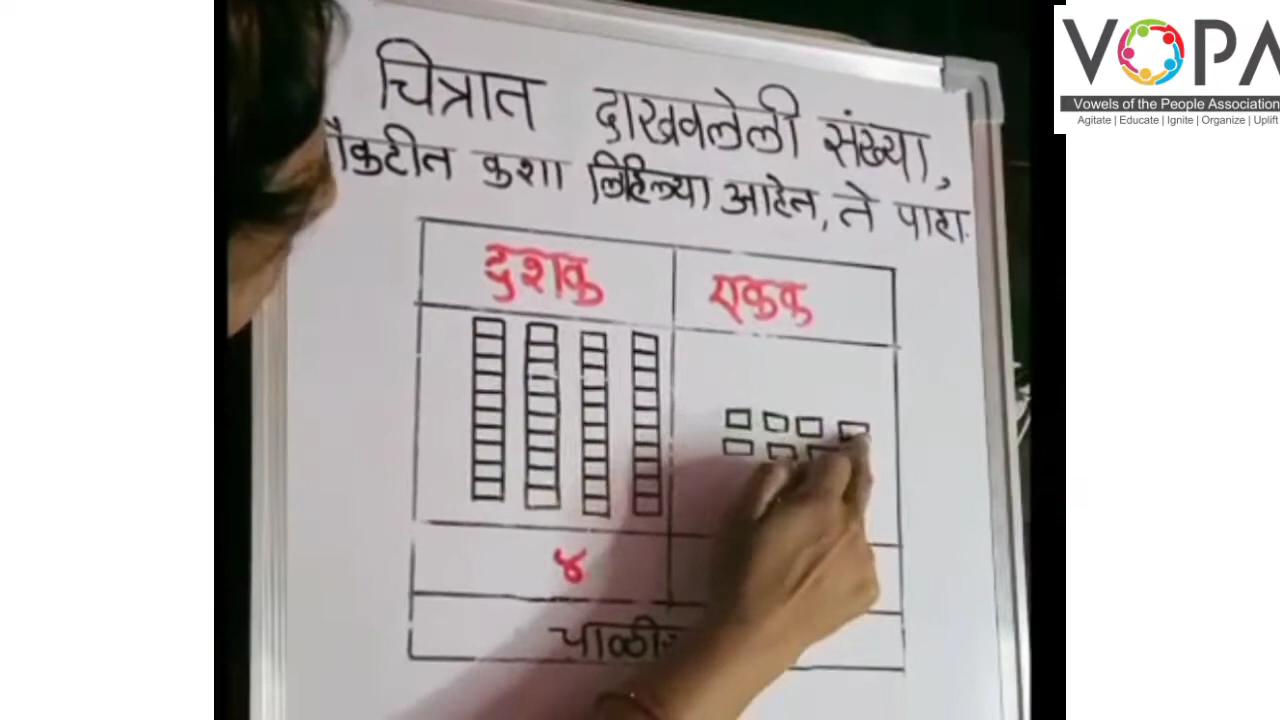 चित्रात दाखवलेली संख्या,
कशा लिहिल्या आहेत, ते पाहा.
दशक एकक
४
VOPA
Vowels of the People Association
Agitate | Educate | Ignite | Organize | Uplift